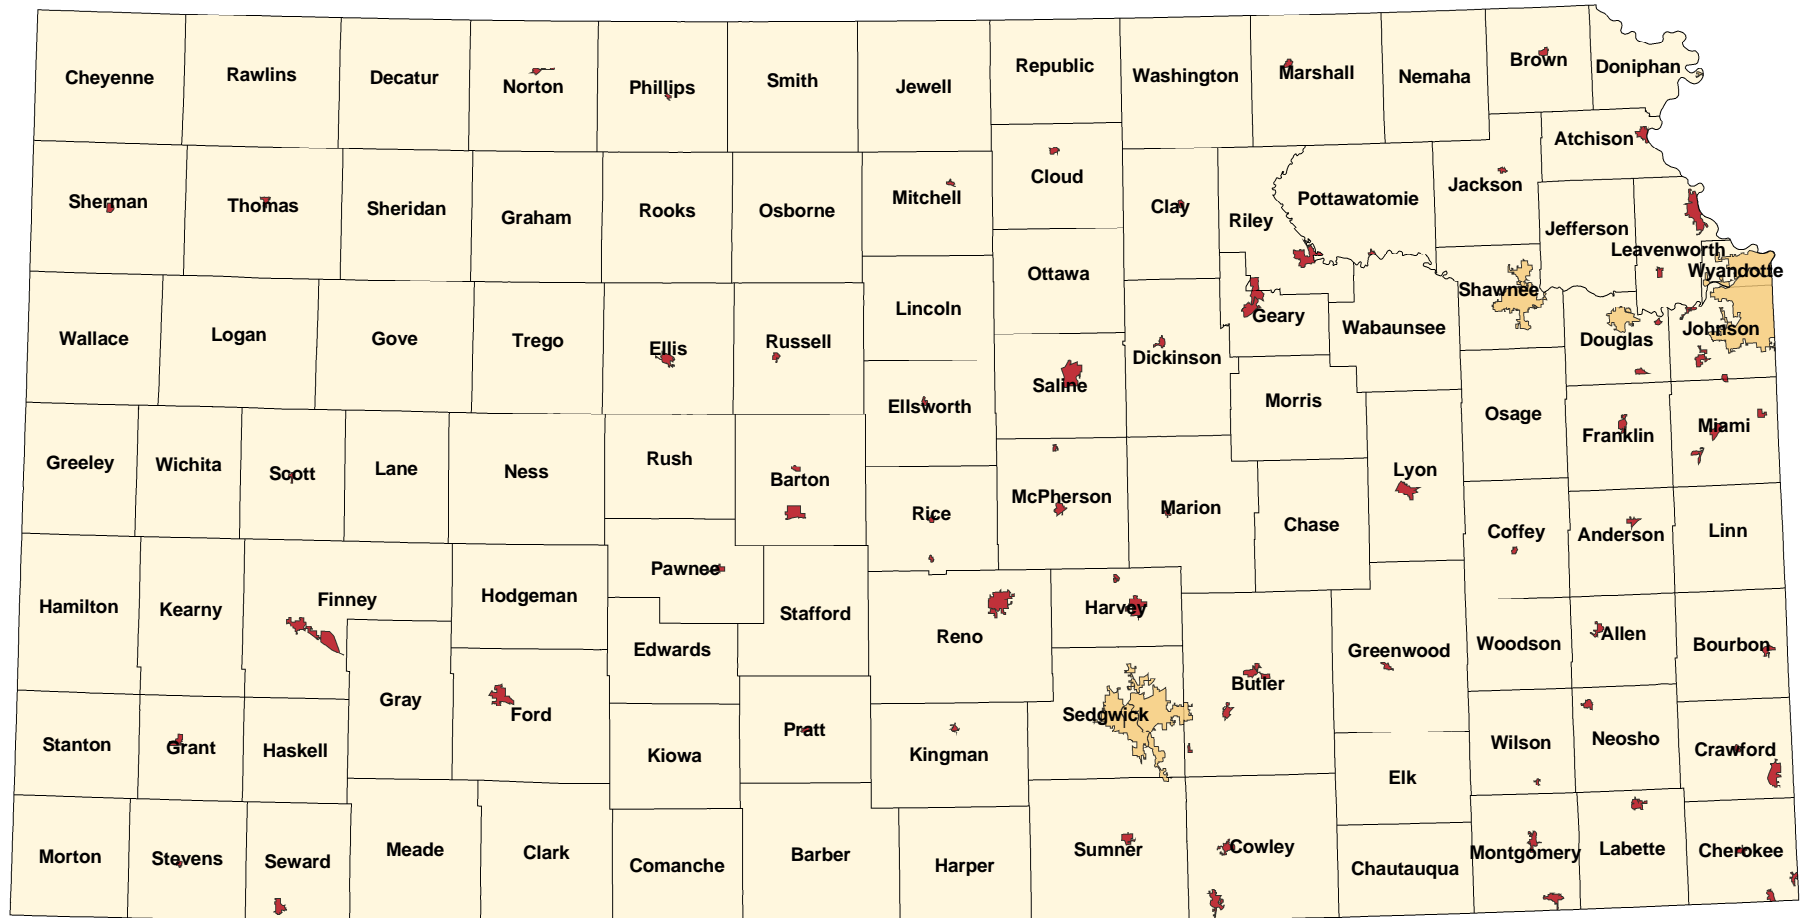 Cheyenne
Rawlins
Decatur
Norton
Phillips
Smith
Jewell
Republic
Washington
Marshall
Nemaha
Brown
Doniphan
Sherman
Thomas
Sheridan
Graham
Rooks
Osborne
Mitchell
Cloud
Clay
Riley
Pottawatomie
Jackson
Atchison
Jefferson
Leavenworth
Wyandotte
Wallace
Logan
Gove
Trego
Ellis
Russell
Lincoln
Ottawa
Saline
Dickinson
Geary
Wabaunsee
Shawnee
Douglas
Johnson
Ellsworth
Morris
Osage
Franklin
Miami
Greeley
Wichita
Scott
Lane
Ness
Rush
Barton
Rice
McPherson
Marion
Chase
Lyon
Coffey
Anderson
Linn
Hamilton
Kearny
Finney
Hodgeman
Pawnee
Stafford
Edwards
Reno
Harvey
Greenwood
Woodson
Allen
Bourbon
Gray
Ford
Sedgwick
Butler
Stanton
Grant
Haskell
Kiowa
Pratt
Kingman
Elk
Wilson
Neosho
Crawford
Morton
Stevens
Seward
Meade
Clark
Comanche
Barber
Harper
Sumner
Cowley
Chautauqua
Montgomery
Labette
Cherokee